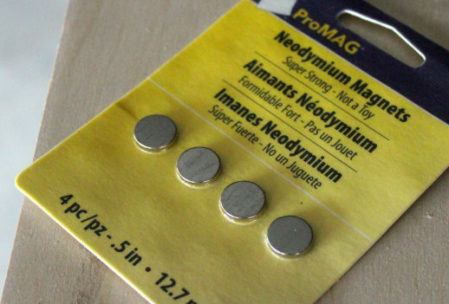 ProMAG
Neodymium Magnets
Super Strong - Not a Toy
Aimants Néodymium
Formidable Fort - Pas un Jouet
Imanes Neodymium
Super Fuerte - No un Juguete
4 pc/pz - .5 in • 12.7